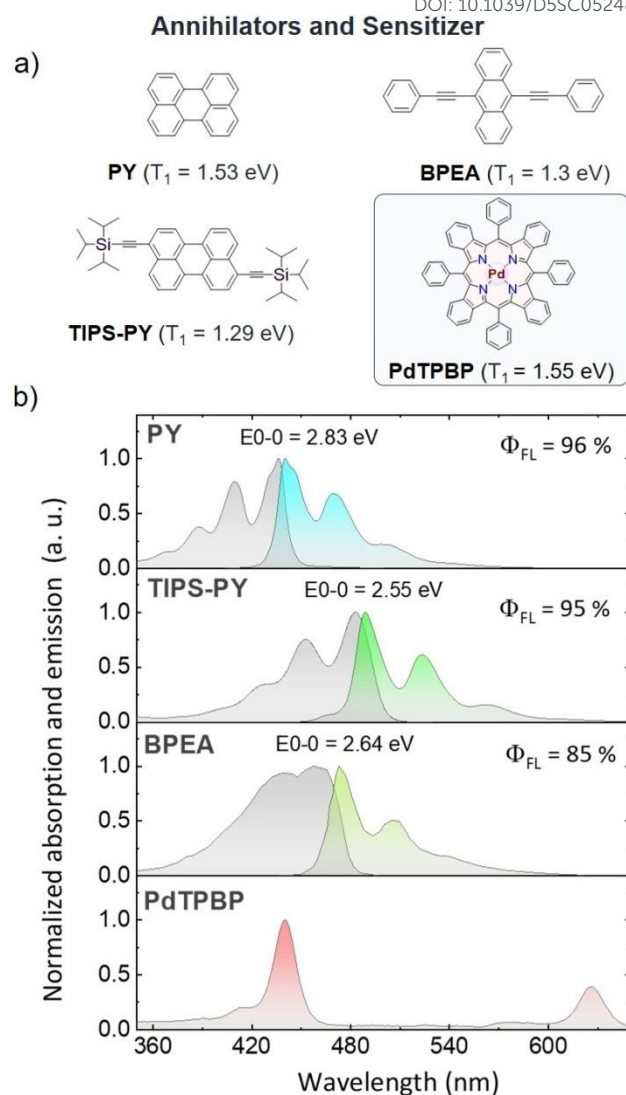 DOI: 10.1039/D5SC05248
Annihilators and Sensitizer
a)
PY (T₁ = 1.53 eV)
BPEA (T₁ = 1.3 eV)
Si
Si
TIPS-PY (T₁ = 1.29 eV)
N
N
Pd
N
N
PdTPBP (T₁ = 1.55 eV)
b)
Normalized absorption and emission (a. u.)
PY
E0-0 = 2.83 eV
Φ_FL = 96 %
1.0
0.5
0.0
TIPS-PY
E0-0 = 2.55 eV
Φ_FL = 95 %
1.0
0.5
0.0
BPEA
E0-0 = 2.64 eV
Φ_FL = 85 %
1.0
0.5
0.0
PdTPBP
1.0
0.5
0.0
360 420 480 540 600
Wavelength (nm)